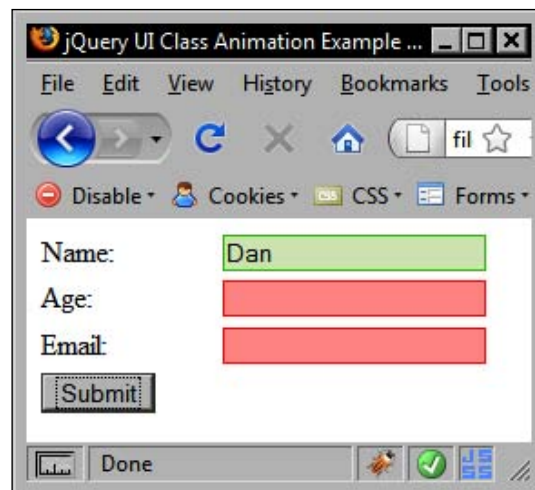 jQuery UI Class Animation Example ...
File Edit View History Bookmarks Tools
fil
Disable Cookies CSS Forms
Name: Dan
Age:
Email:
Submit
Done